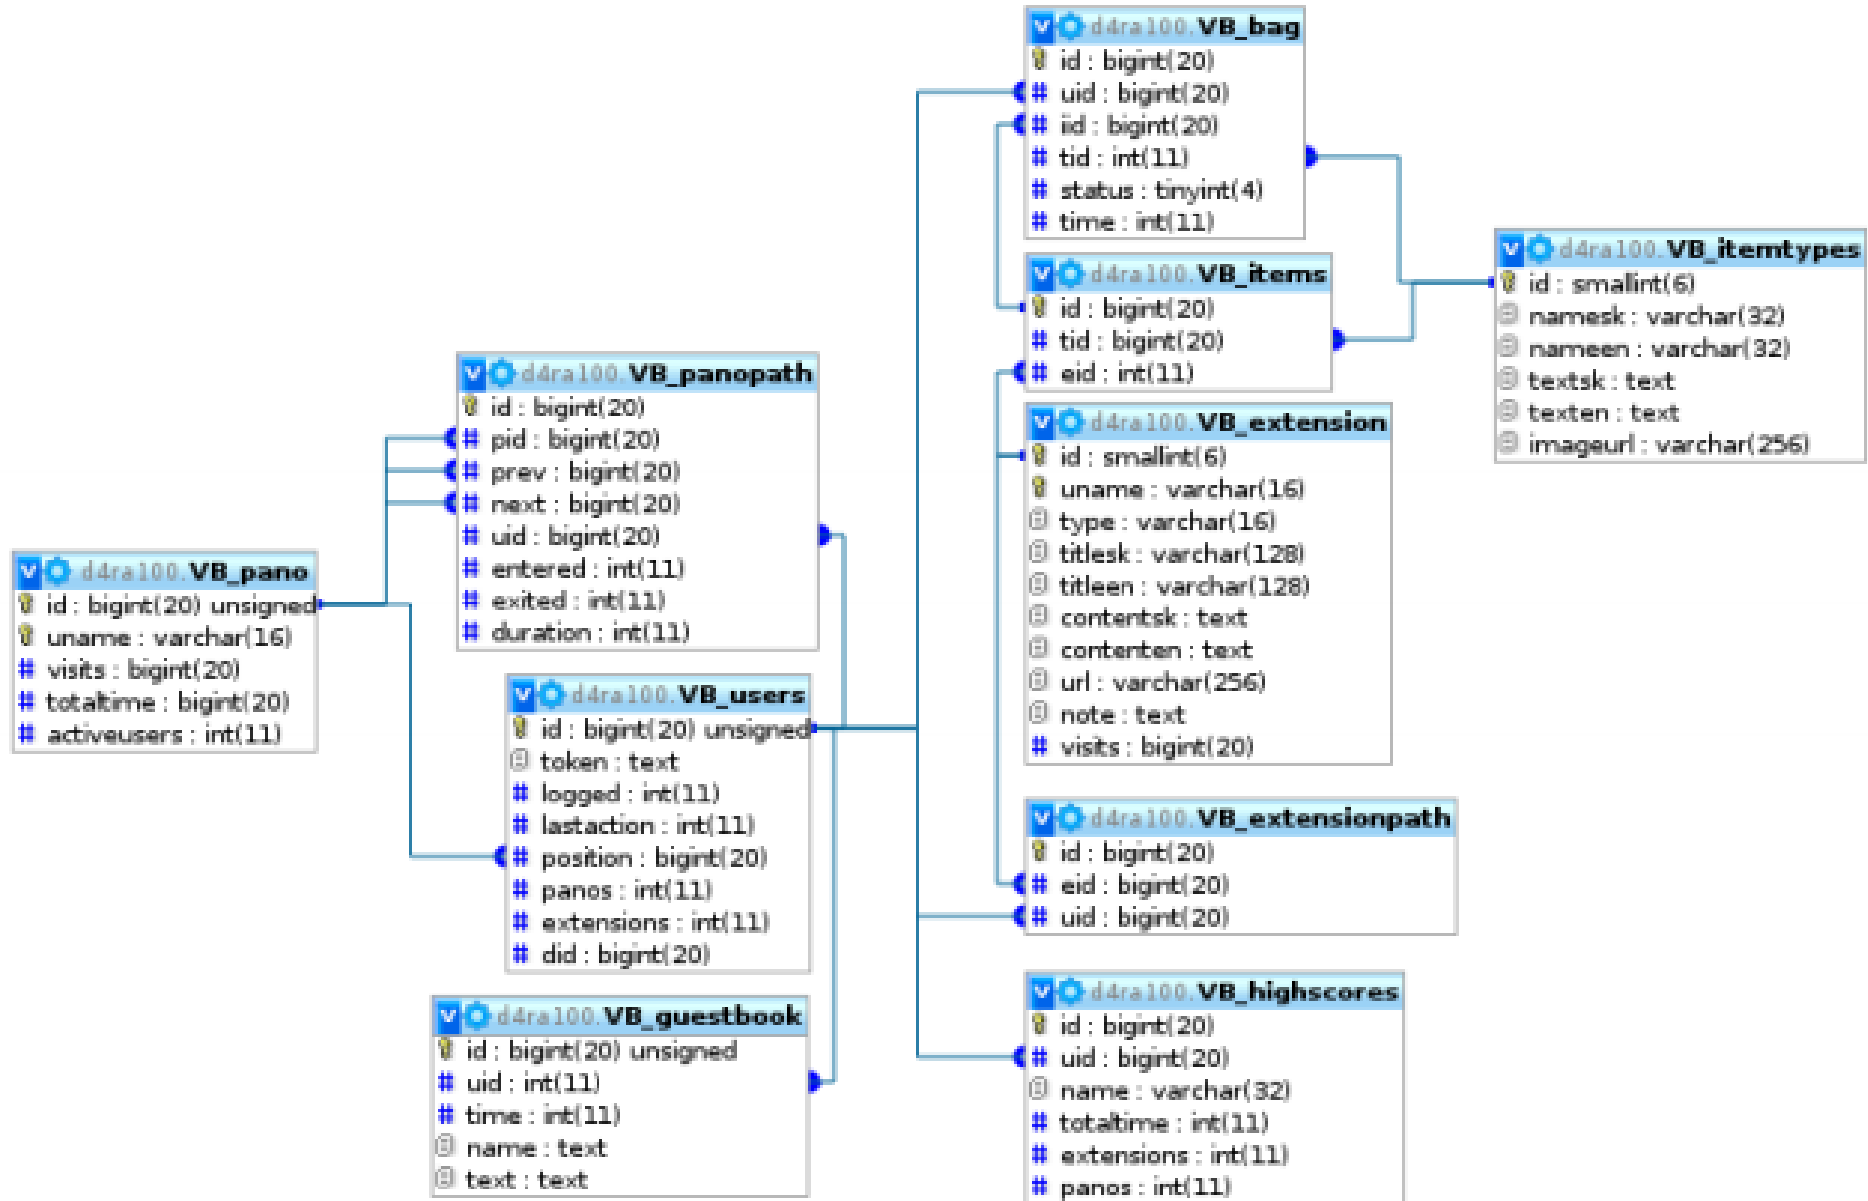 d4ra100.VB_pano
id : bigint(20) unsigned
uname : varchar(16)
visits : bigint(20)
totaltime : bigint(20)
activeusers : int(11)
d4ra100.VB_panopath
id : bigint(20)
pid : bigint(20)
prev : bigint(20)
next : bigint(20)
uid : bigint(20)
entered : int(11)
exited : int(11)
duration : int(11)
d4ra100.VB_users
id : bigint(20) unsigned
token : text
logged : int(11)
lastaction : int(11)
position : bigint(20)
panos : int(11)
extensions : int(11)
did : bigint(20)
d4ra100.VB_guestbook
id : bigint(20) unsigned
uid : int(11)
time : int(11)
name : text
text : text
d4ra100.VB_bag
id : bigint(20)
uid : bigint(20)
iid : bigint(20)
tid : int(11)
status : tinyint(4)
time : int(11)
d4ra100.VB_items
id : bigint(20)
tid : bigint(20)
eid : int(11)
d4ra100.VB_extension
id : smallint(6)
uname : varchar(16)
type : varchar(16)
titlesk : varchar(128)
titleen : varchar(128)
contentsk : text
contenten : text
url : varchar(256)
note : text
visits : bigint(20)
d4ra100.VB_extensionpath
id : bigint(20)
eid : bigint(20)
uid : bigint(20)
d4ra100.VB_highscores
id : bigint(20)
uid : bigint(20)
name : varchar(32)
totaltime : int(11)
extensions : int(11)
panos : int(11)
d4ra100.VB_itemtypes
id : smallint(6)
namesk : varchar(32)
nameen : varchar(32)
textsk : text
texten : text
imageurl : varchar(256)